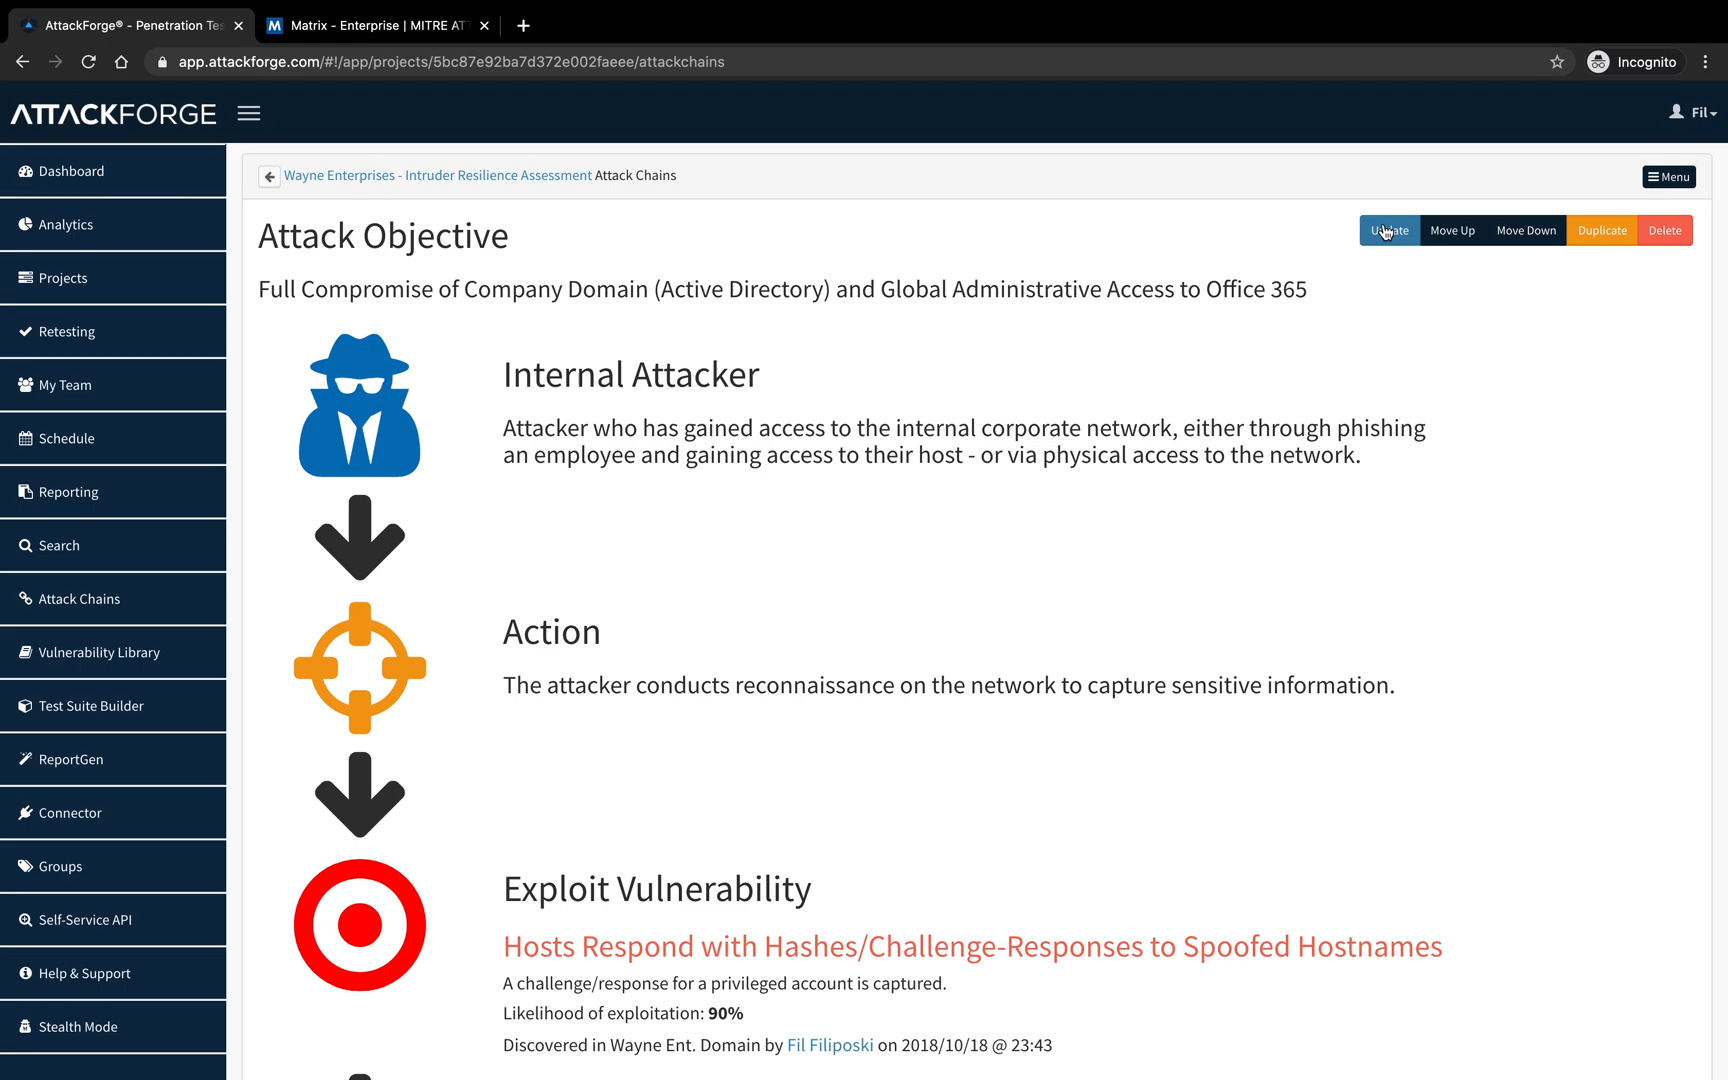 AttackForge® - Penetration Tes
Matrix - Enterprise | MITRE AT
app.attackforge.com/#!/app/projects/5bc87e92ba7d372e002faeee/attackchains
Incognito
ATTACKFORGE
Fil
Dashboard
Analytics
Projects
Retesting
My Team
Schedule
Reporting
Search
Attack Chains
Vulnerability Library
Test Suite Builder
ReportGen
Connector
Groups
Self-Service API
Help & Support
Stealth Mode
Wayne Enterprises - Intruder Resilience Assessment Attack Chains
Menu
Attack Objective
Move Up Move Down Duplicate Delete
Full Compromise of Company Domain (Active Directory) and Global Administrative Access to Office 365
Internal Attacker
Attacker who has gained access to the internal corporate network, either through phishing
an employee and gaining access to their host - or via physical access to the network.
Action
The attacker conducts reconnaissance on the network to capture sensitive information.
Exploit Vulnerability
Hosts Respond with Hashes/Challenge-Responses to Spoofed Hostnames
A challenge/response for a privileged account is captured.
Likelihood of exploitation: 90%
Discovered in Wayne Ent. Domain by Fil Filiposki on 2018/10/18 @ 23:43